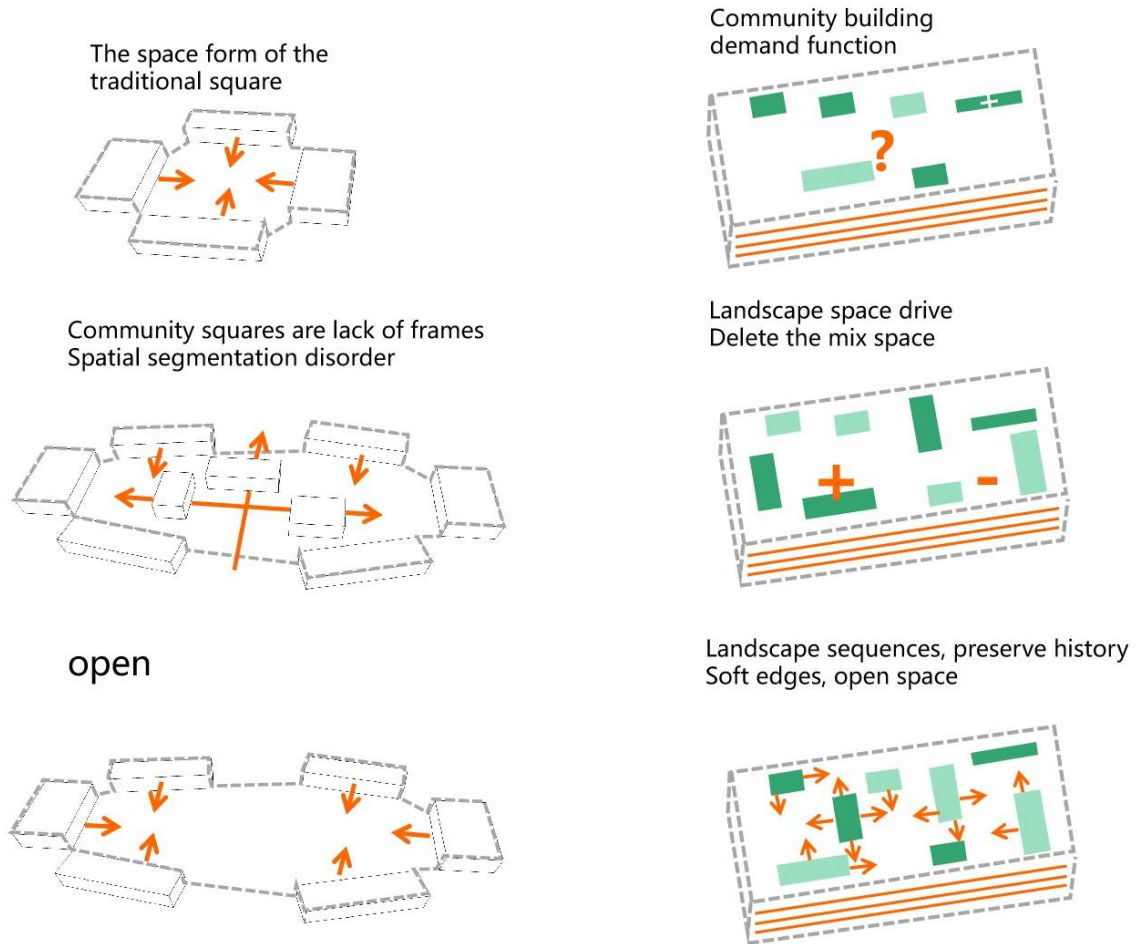 The space form of the
traditional square
Community building
demand function
?
Community squares are lack of frames
Spatial segmentation disorder
Landscape space drive
Delete the mix space
+
-
open
Landscape sequences, preserve history
Soft edges, open space